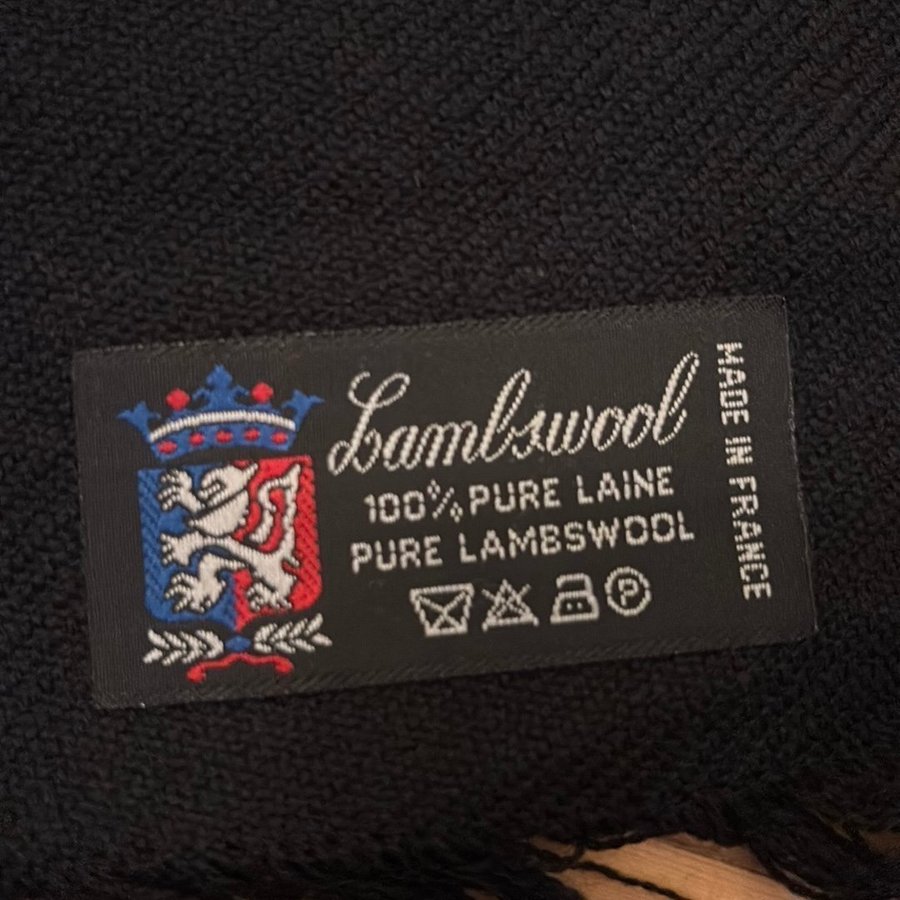 Lambswool
100% PURE LAINE
PURE LAMBSWOOL
P
MADE IN FRANCE